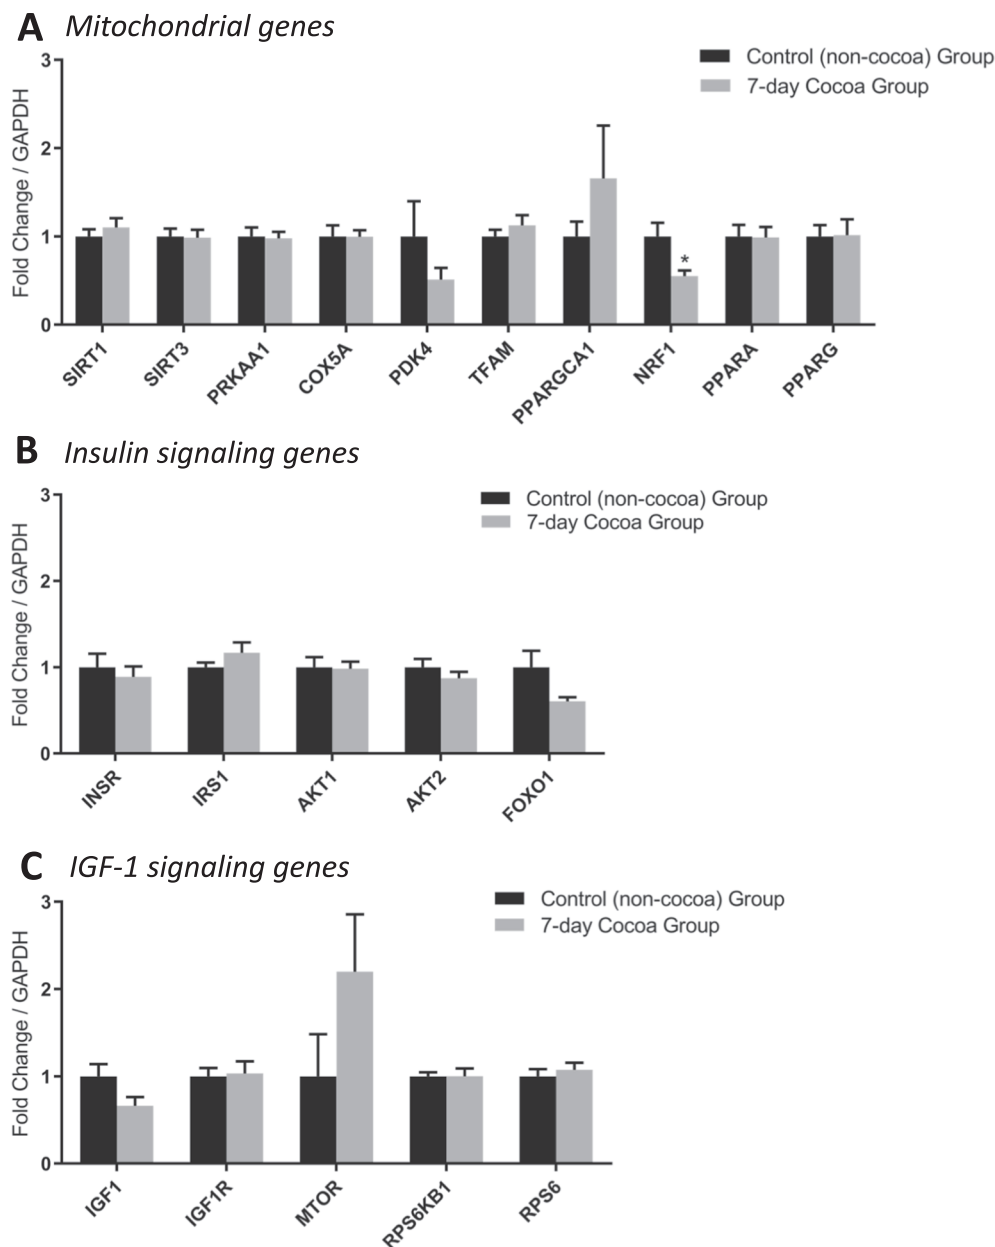 A Mitochondrial genes
Control (non-cocoa) Group
7-day Cocoa Group
Fold Change / GAPDH
3
2
1
0
*
SIRT1
SIRT3
PRKAA1
COX5A
PDK4
TFAM
PPARGCA1
NRF1
PPARA
PPARG
B Insulin signaling genes
Control (non-cocoa) Group
7-day Cocoa Group
Fold Change / GAPDH
3
2
1
0
INSR
IRS1
AKT1
AKT2
FOXO1
C IGF-1 signaling genes
Control (non-cocoa) Group
7-day Cocoa Group
Fold Change / GAPDH
3
2
1
0
IGF1
IGF1R
MTOR
RPS6KB1
RPS6